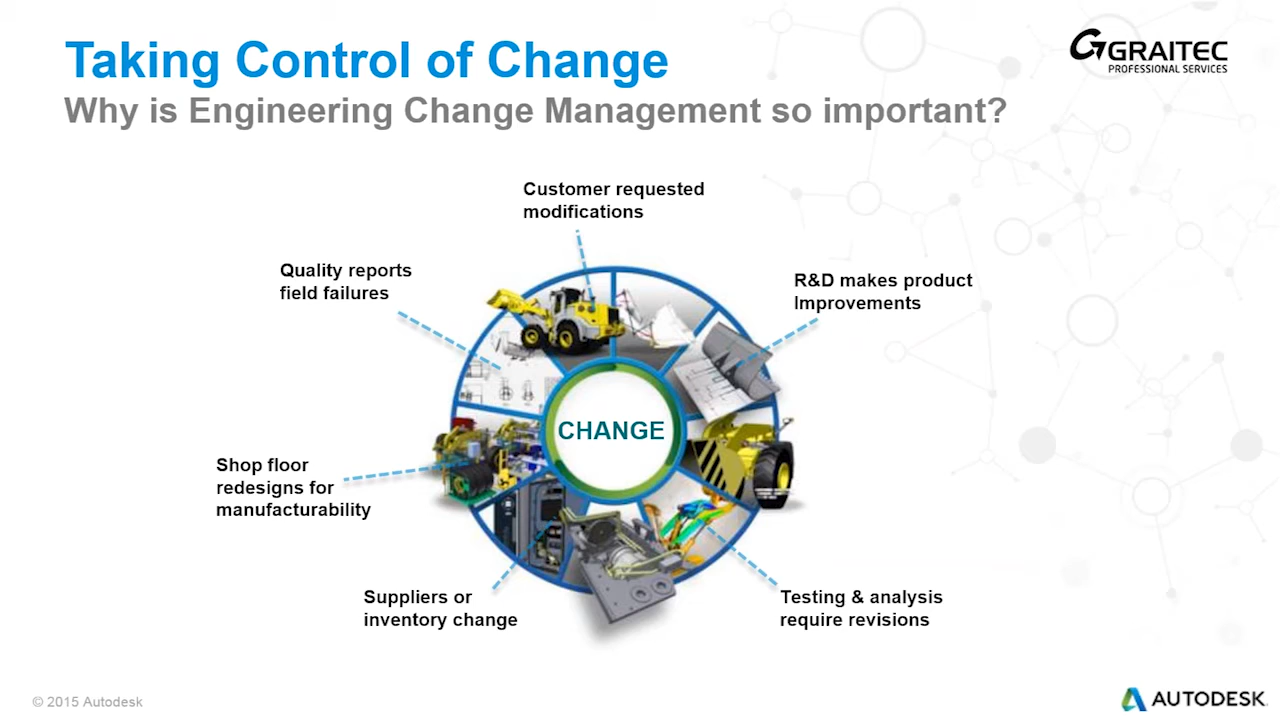 Taking Control of Change
Why is Engineering Change Management so important?
GRAITEC
PROFESSIONAL SERVICES
Customer requested
modifications
Quality reports
field failures
R&D makes product
Improvements
CHANGE
Shop floor
redesigns for
manufacturability
Suppliers or
inventory change
Testing & analysis
require revisions
© 2015 Autodesk
AUTODESK